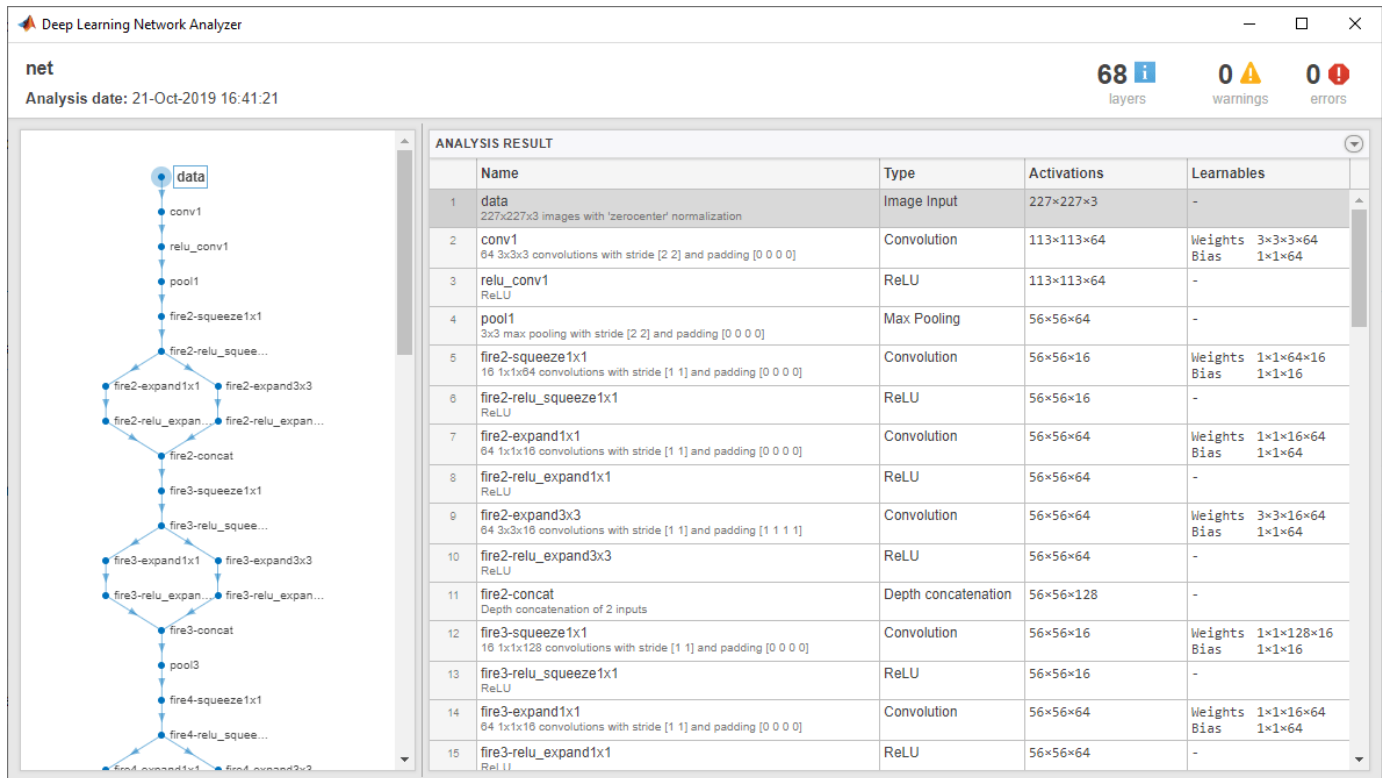 Deep Learning Network Analyzer
net
Analysis date: 21-Oct-2019 16:41:21
68 i
layers
0
warnings
0
errors
data
conv1
relu_conv1
pool1
fire2-squeeze1x1
fire2-relu_squee...
fire2-expand1x1 fire2-expand3x3
fire2-relu_expan... fire2-relu_expan...
fire2-concat
fire3-squeeze1x1
fire3-relu_squee...
fire3-expand1x1 fire3-expand3x3
fire3-relu_expan... fire3-relu_expan...
fire3-concat
pool3
fire4-squeeze1x1
fire4-relu_squee...
fire4-expand1x1 fire4-expand3x3
ANALYSIS RESULT
Name Type Activations Learnables
1 data Image Input 227×227×3 -
227x227x3 images with 'zerocenter' normalization
2 conv1 Convolution 113×113×64 Weights 3×3×3×64
64 3x3x3 convolutions with stride [2 2] and padding [0 0 0 0] Bias 1×1×64
3 relu_conv1 ReLU 113×113×64 -
ReLU
4 pool1 Max Pooling 56×56×64 -
3x3 max pooling with stride [2 2] and padding [0 0 0 0]
5 fire2-squeeze1x1 Convolution 56×56×16 Weights 1×1×64×16
16 1x1x64 convolutions with stride [1 1] and padding [0 0 0 0] Bias 1×1×16
6 fire2-relu_squeeze1x1 ReLU 56×56×16 -
ReLU
7 fire2-expand1x1 Convolution 56×56×64 Weights 1×1×16×64
64 1x1x16 convolutions with stride [1 1] and padding [0 0 0 0] Bias 1×1×64
8 fire2-relu_expand1x1 ReLU 56×56×64 -
ReLU
9 fire2-expand3x3 Convolution 56×56×64 Weights 3×3×16×64
64 3x3x16 convolutions with stride [1 1] and padding [1 1 1 1] Bias 1×1×64
10 fire2-relu_expand3x3 ReLU 56×56×64 -
ReLU
11 fire2-concat Depth concatenation 56×56×128 -
Depth concatenation of 2 inputs
12 fire3-squeeze1x1 Convolution 56×56×16 Weights 1×1×128×16
16 1x1x128 convolutions with stride [1 1] and padding [0 0 0 0] Bias 1×1×16
13 fire3-relu_squeeze1x1 ReLU 56×56×16 -
ReLU
14 fire3-expand1x1 Convolution 56×56×64 Weights 1×1×16×64
64 1x1x16 convolutions with stride [1 1] and padding [0 0 0 0] Bias 1×1×64
15 fire3-relu_expand1x1 ReLU 56×56×64 -
ReLU